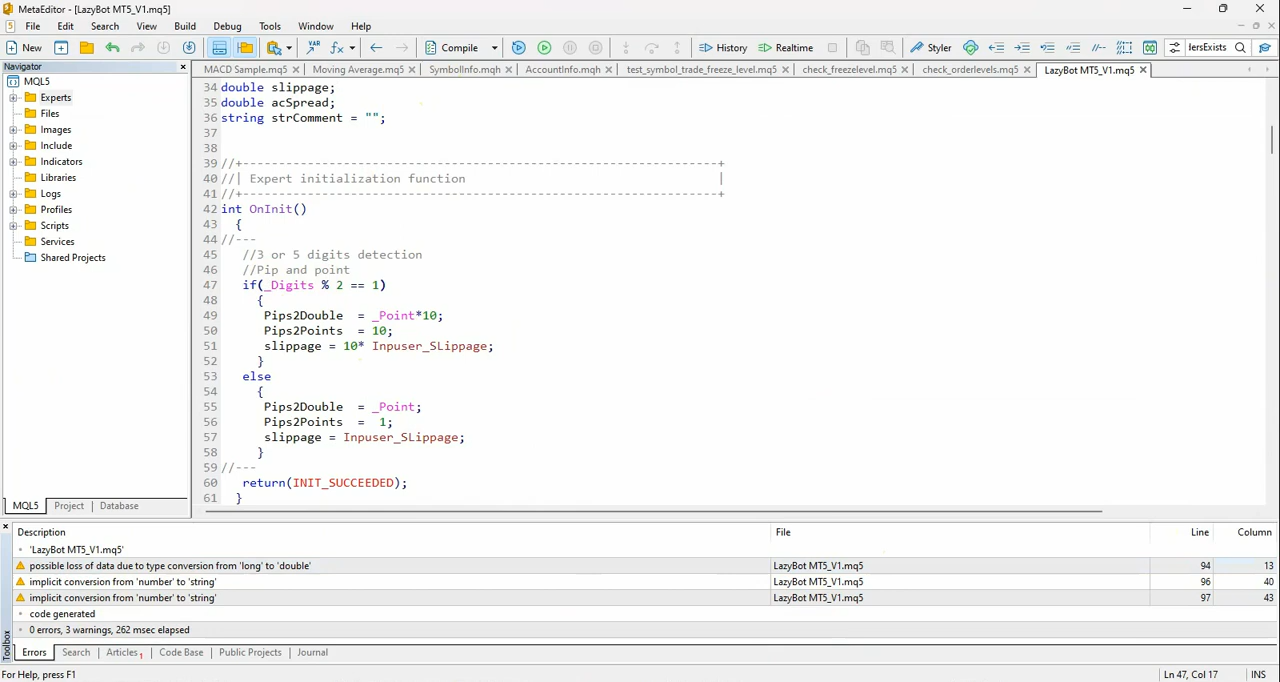 MetaEditor - [LazyBot MT5_V1.mq5]
File Edit Search View Build Debug Tools Window Help
New Compile History Realtime Styler lersExists
Navigator
MACD Sample.mq5 Moving Average.mq5 SymbolInfo.mqh AccountInfo.mqh test_symbol_trade_freeze_level.mq5 check_freezelevel.mq5 check_orderlevels.mq5 LazyBot MT5_V1.mq5
MQL5
Experts
Files
Images
Include
Indicators
Libraries
Logs
Profiles
Scripts
Services
Shared Projects
34 double slippage;
35 double acSpread;
36 string strComment = "";
37
38
39 //+------------------------------------------------------------------+
40 //| Expert initialization function                                   |
41 //+------------------------------------------------------------------+
42 int OnInit()
43 {
44 //---
45 //3 or 5 digits detection
46 //Pip and point
47 if(_Digits % 2 == 1)
48 {
49 Pips2Double = _Point*10;
50 Pips2Points = 10;
51 slippage = 10* Inpuser_SLippage;
52 }
53 else
54 {
55 Pips2Double = _Point;
56 Pips2Points = 1;
57 slippage = Inpuser_SLippage;
58 }
59 //---
60 return(INIT_SUCCEEDED);
61 }
MQL5 Project Database
Description File Line Column
'LazyBot MT5_V1.mq5'
possible loss of data due to type conversion from 'long' to 'double' LazyBot MT5_V1.mq5 94 13
implicit conversion from 'number' to 'string' LazyBot MT5_V1.mq5 96 40
implicit conversion from 'number' to 'string' LazyBot MT5_V1.mq5 97 43
code generated
0 errors, 3 warnings, 262 msec elapsed
Toolbox
Errors Search Articles 1 Code Base Public Projects Journal
For Help, press F1 Ln 47, Col 17 INS